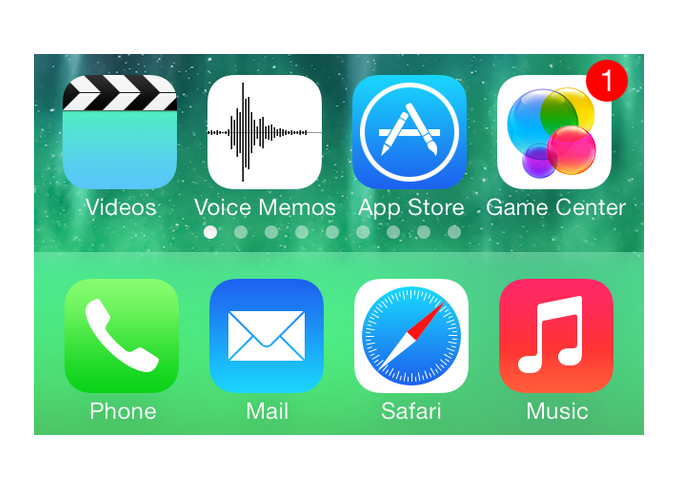 1
Videos Voice Memos App Store Game Center
Phone Mail Safari Music